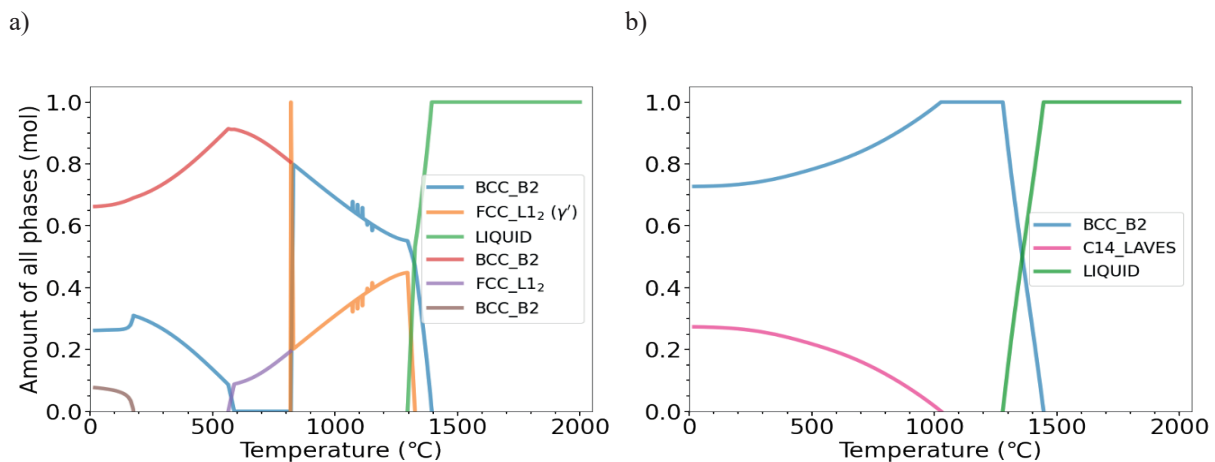 a)
b)
Amount of all phases (mol)
1.0
0.8
0.6
0.4
0.2
0.0
BCC_B2
FCC_L1₂ (γ′)
LIQUID
BCC_B2
FCC_L1₂
BCC_B2
0
500
1000
1500
2000
Temperature (℃)
1.0
0.8
0.6
0.4
0.2
0.0
BCC_B2
C14_LAVES
LIQUID
0
500
1000
1500
2000
Temperature (℃)